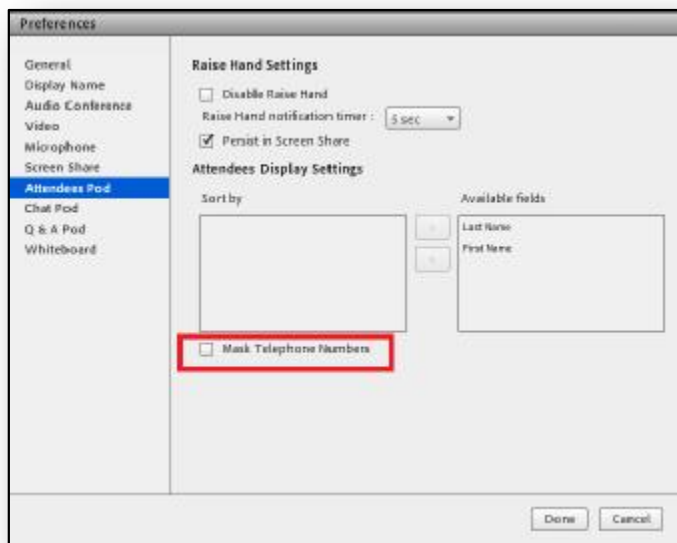 Preferences
General
Display Name
Audio Conference
Video
Microphone
Screen Share
Attendees Pod
Chat Pod
Q & A Pod
Whiteboard
Raise Hand Settings
Disable Raise Hand
Raise Hand notification timer : 5 sec
Persist in Screen Share
Attendees Display Settings
Sort by
Available fields
Last Name
First Name
Mask Telephone Numbers
Done Cancel